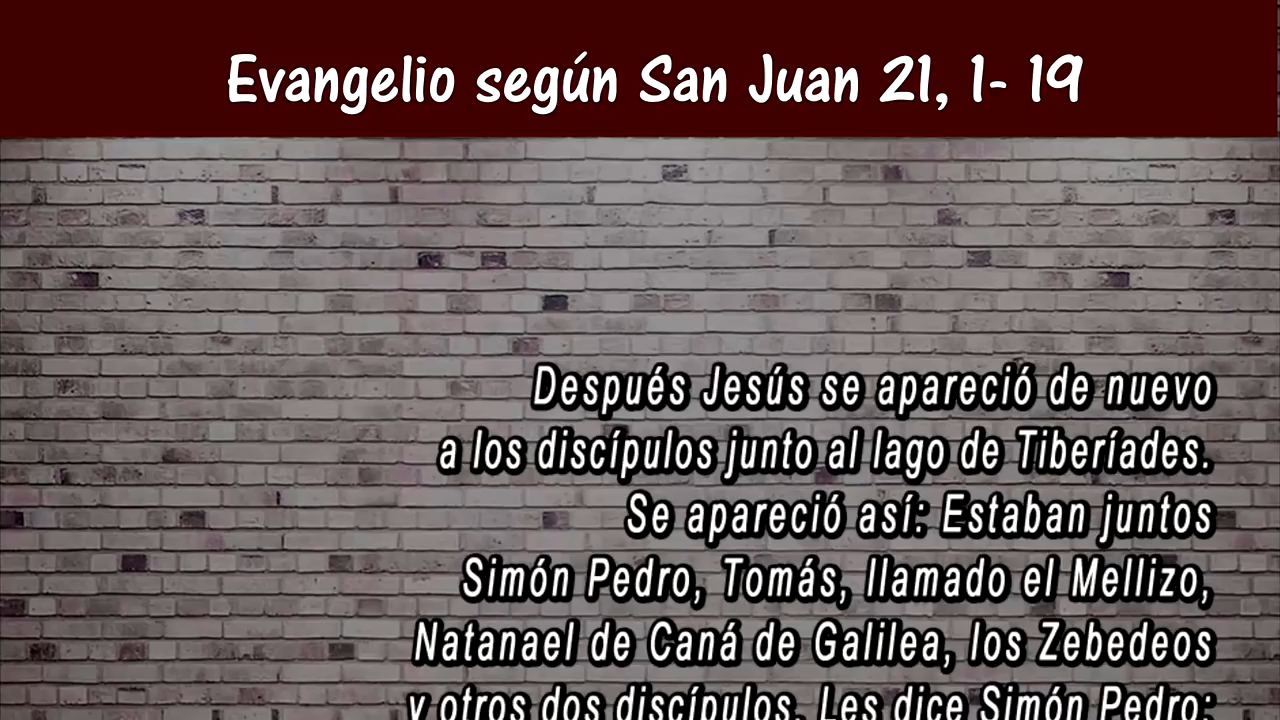 Evangelio según San Juan 21, 1- 19
Después Jesús se apareció de nuevo
a los discípulos junto al lago de Tiberíades.
Se apareció así: Estaban juntos
Simón Pedro, Tomás, llamado el Mellizo,
Natanael de Caná de Galilea, los Zebedeos
y otros dos discípulos. Les dice Simón Pedro: